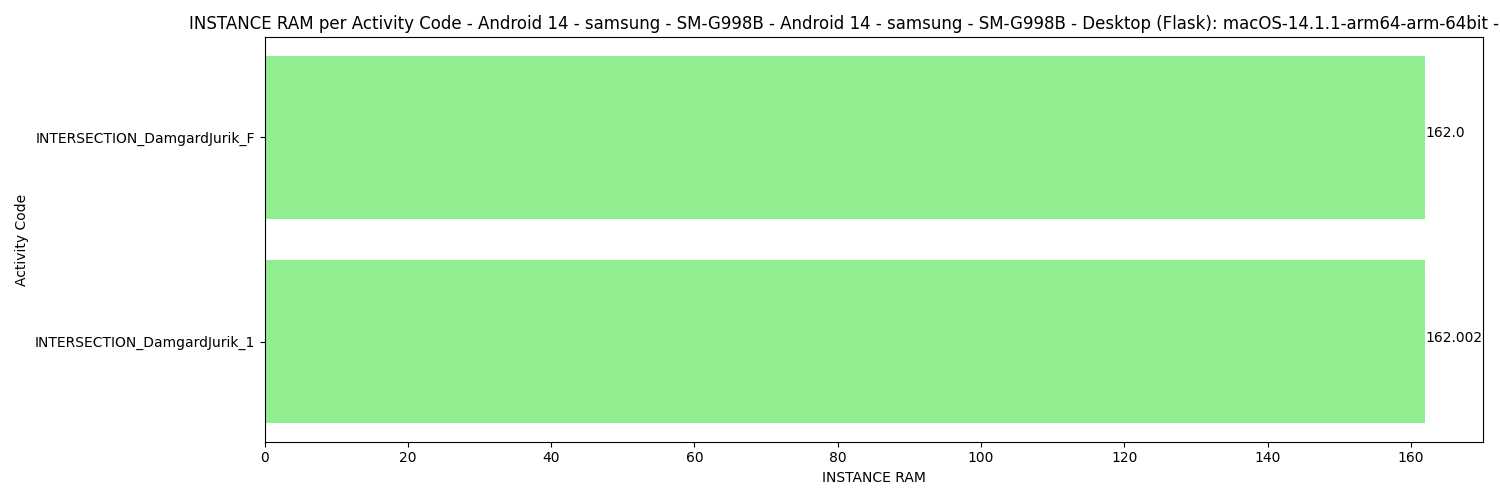 INSTANCE RAM per Activity Code - Android 14 - samsung - SM-G998B - Android 14 - samsung - SM-G998B - Desktop (Flask): macOS-14.1.1-arm64-arm-64bit -
INTERSECTION_DamgardJurik_F
162.0
Activity Code
INTERSECTION_DamgardJurik_1
162.002
0 20 40 60 80 100 120 140 160
INSTANCE RAM